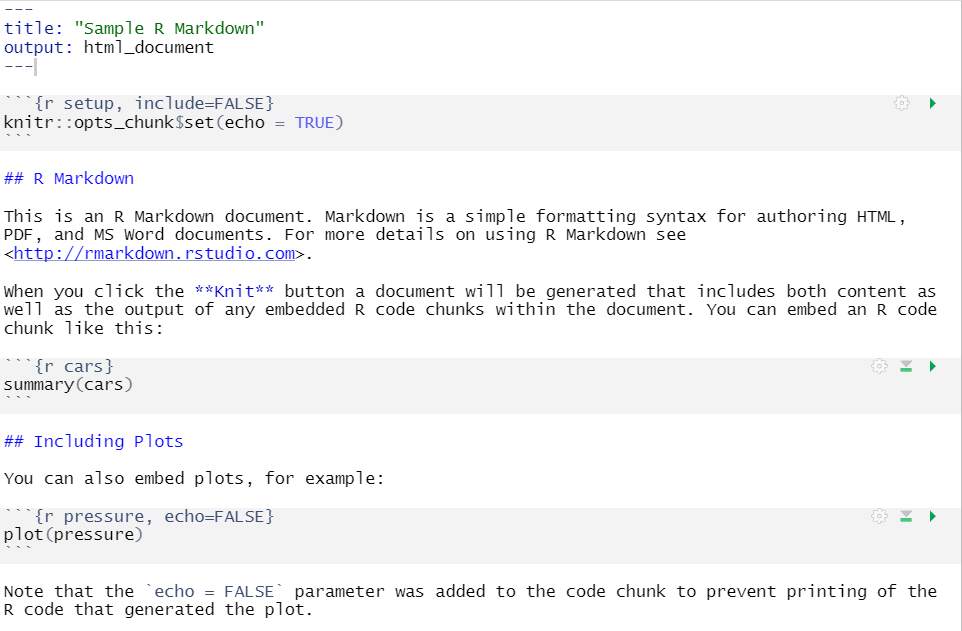 ---
title: "Sample R Markdown"
output: html_document
---
```{r setup, include=FALSE}
knitr::opts_chunk$set(echo = TRUE)
```
## R Markdown
This is an R Markdown document. Markdown is a simple formatting syntax for authoring HTML,
PDF, and MS Word documents. For more details on using R Markdown see
<http://rmarkdown.rstudio.com>.
When you click the **Knit** button a document will be generated that includes both content as
well as the output of any embedded R code chunks within the document. You can embed an R code
chunk like this:
```{r cars}
summary(cars)
```
## Including Plots
You can also embed plots, for example:
```{r pressure, echo=FALSE}
plot(pressure)
```
Note that the `echo = FALSE` parameter was added to the code chunk to prevent printing of the
R code that generated the plot.